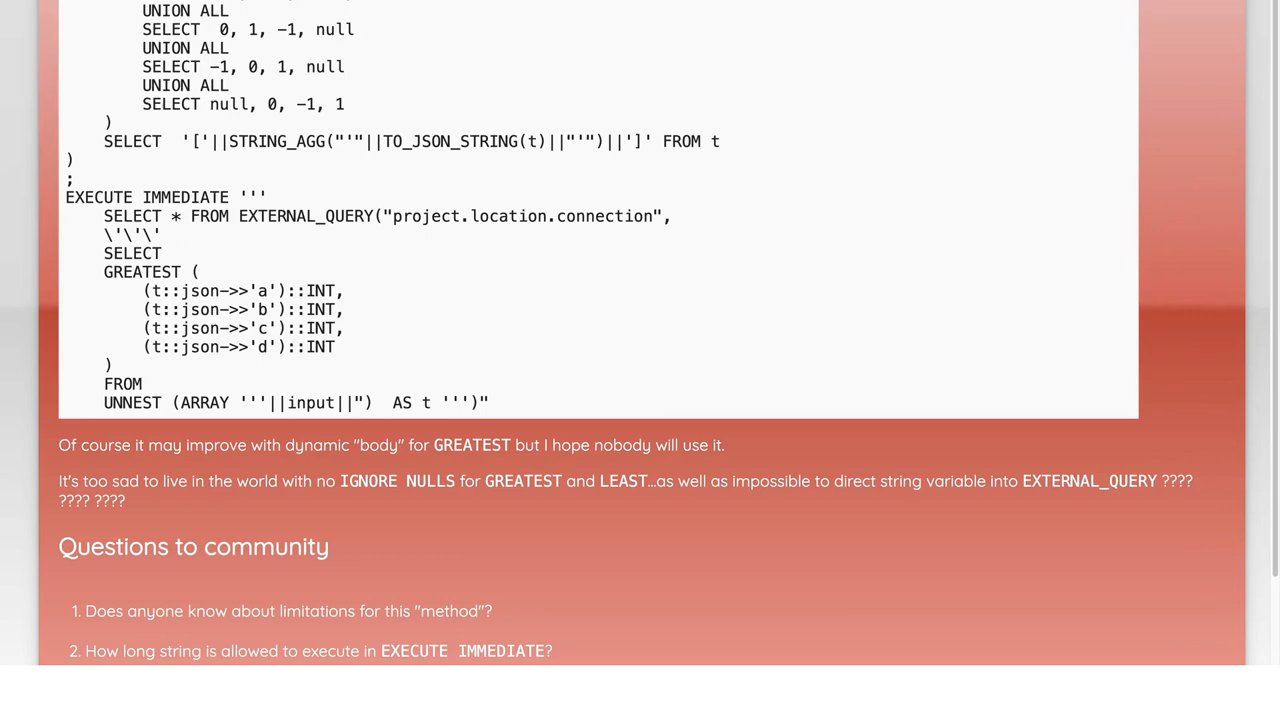 UNION ALL
SELECT  0, 1, -1, null
UNION ALL
SELECT -1, 0, 1, null
UNION ALL
SELECT null, 0, -1, 1
)
SELECT  '['||STRING_AGG("'"||TO_JSON_STRING(t)||"'")||']' FROM t
)
;
EXECUTE IMMEDIATE '''
SELECT * FROM EXTERNAL_QUERY("project.location.connection",
\'\'\'
SELECT
GREATEST (
(t::json->>'a')::INT,
(t::json->>'b')::INT,
(t::json->>'c')::INT,
(t::json->>'d')::INT
)
FROM
UNNEST (ARRAY '''||input||")  AS t ''')"
Of course it may improve with dynamic "body" for GREATEST but I hope nobody will use it.
It's too sad to live in the world with no IGNORE NULLS for GREATEST and LEAST…as well as impossible to direct string variable into EXTERNAL_QUERY ????
???? ????
Questions to community
1. Does anyone know about limitations for this "method"?
2. How long string is allowed to execute in EXECUTE IMMEDIATE?